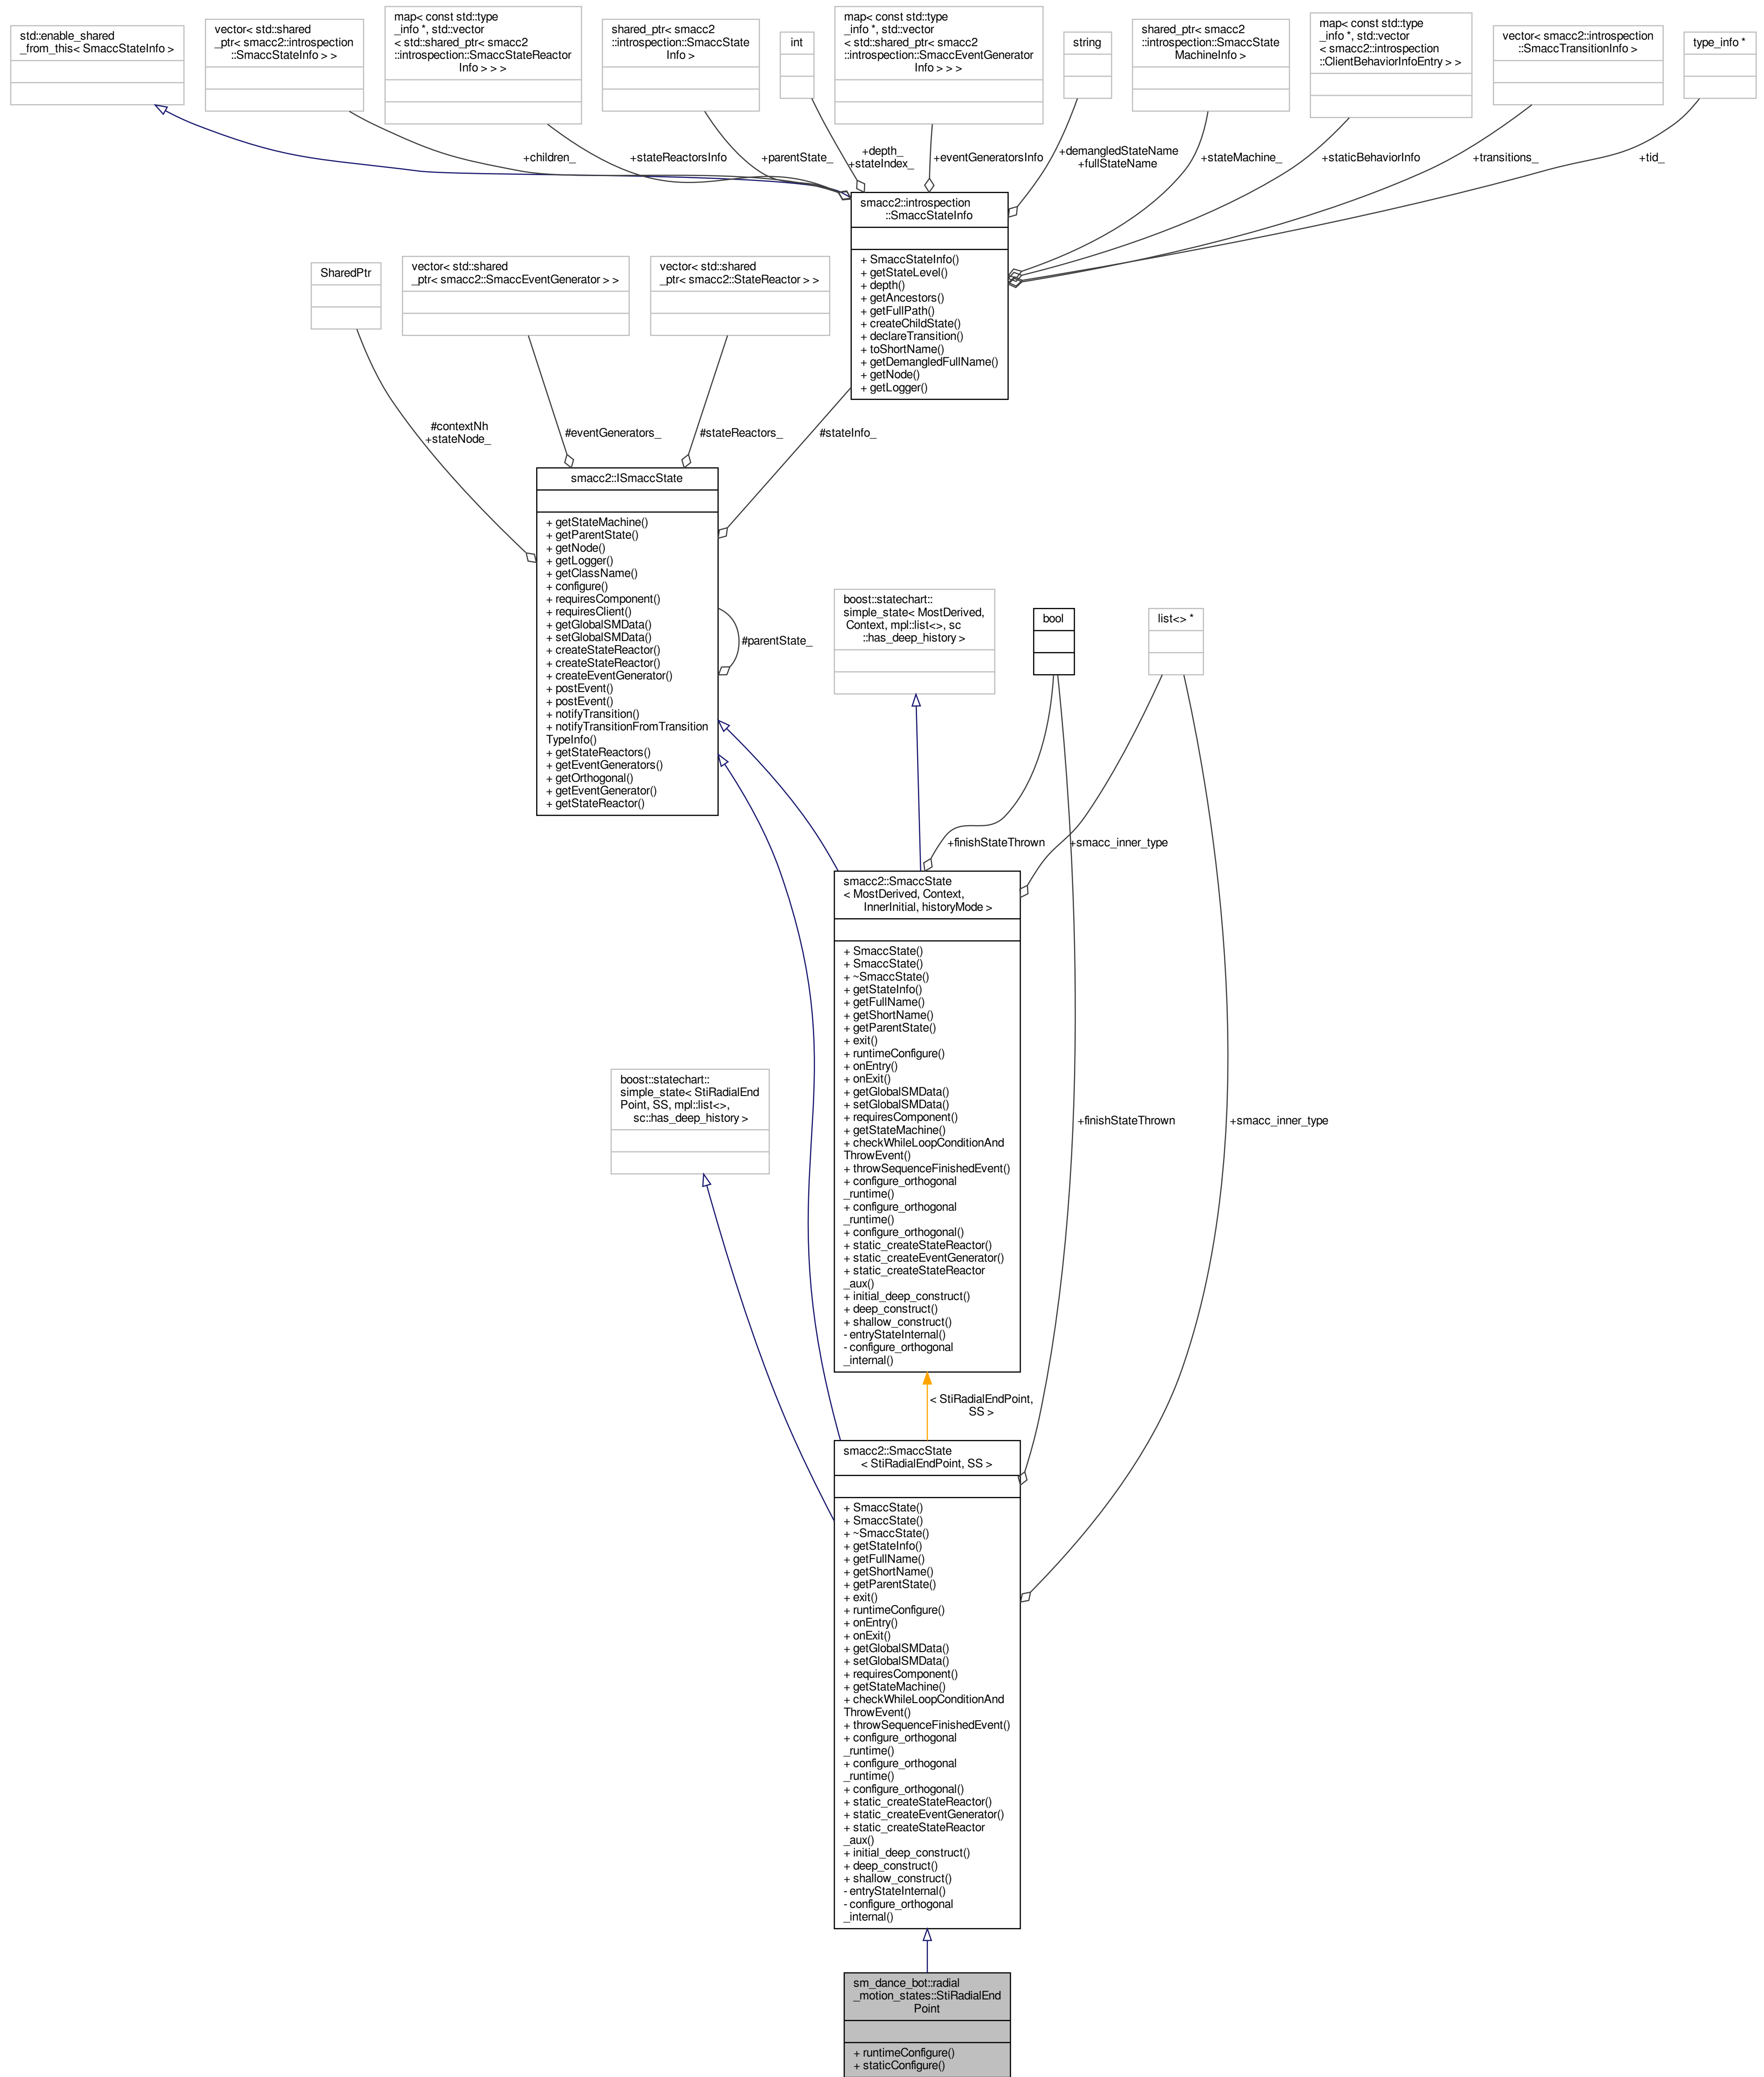 std::enable_shared
_from_this< SmaccStateInfo >
vector< std::shared
_ptr< smacc2::introspection
::SmaccStateInfo > >
map< const std::type
_info *, std::vector
< std::shared_ptr< smacc2
::introspection::SmaccStateReactor
Info > > >
shared_ptr< smacc2
::introspection::SmaccState
Info >
int
map< const std::type
_info *, std::vector
< std::shared_ptr< smacc2
::introspection::SmaccEventGenerator
Info > > >
string
shared_ptr< smacc2
::introspection::SmaccState
MachineInfo >
map< const std::type
_info *, std::vector
< smacc2::introspection
::ClientBehaviorInfoEntry > >
vector< smacc2::introspection
::SmaccTransitionInfo >
type_info *
+children_
+stateReactorsInfo
+parentState_
+depth_
+stateIndex_
+eventGeneratorsInfo
+demangledStateName
+fullStateName
+stateMachine_
+staticBehaviorInfo
+transitions_
+tid_
smacc2::introspection
::SmaccStateInfo
+ SmaccStateInfo()
+ getStateLevel()
+ depth()
+ getAncestors()
+ getFullPath()
+ createChildState()
+ declareTransition()
+ toShortName()
+ getDemangledFullName()
+ getNode()
+ getLogger()
SharedPtr
vector< std::shared
_ptr< smacc2::SmaccEventGenerator > >
vector< std::shared
_ptr< smacc2::StateReactor > >
#contextNh
+stateNode_
#eventGenerators_
#stateReactors_
#stateInfo_
smacc2::ISmaccState
+ getStateMachine()
+ getParentState()
+ getNode()
+ getLogger()
+ getClassName()
+ configure()
+ requiresComponent()
+ requiresClient()
+ getGlobalSMData()
+ setGlobalSMData()
+ createStateReactor()
+ createStateReactor()
+ createEventGenerator()
+ postEvent()
+ postEvent()
+ notifyTransition()
+ notifyTransitionFromTransition
TypeInfo()
+ getStateReactors()
+ getEventGenerators()
+ getOrthogonal()
+ getEventGenerator()
+ getStateReactor()
#parentState_
boost::statechart::
simple_state< MostDerived,
Context, mpl::list<>, sc
::has_deep_history >
bool
list<> *
+finishStateThrown
+smacc_inner_type
smacc2::SmaccState
< MostDerived, Context,
InnerInitial, historyMode >
+ SmaccState()
+ SmaccState()
+ ~SmaccState()
+ getStateInfo()
+ getFullName()
+ getShortName()
+ getParentState()
+ exit()
+ runtimeConfigure()
+ onEntry()
+ onExit()
+ getGlobalSMData()
+ setGlobalSMData()
+ requiresComponent()
+ getStateMachine()
+ checkWhileLoopConditionAnd
ThrowEvent()
+ throwSequenceFinishedEvent()
+ configure_orthogonal
_runtime()
+ configure_orthogonal
_runtime()
+ configure_orthogonal()
+ static_createStateReactor()
+ static_createEventGenerator()
+ static_createStateReactor
_aux()
+ initial_deep_construct()
+ deep_construct()
+ shallow_construct()
- entryStateInternal()
- configure_orthogonal
_internal()
boost::statechart::
simple_state< StiRadialEnd
Point, SS, mpl::list<>,
sc::has_deep_history >
+finishStateThrown
+smacc_inner_type
< StiRadialEndPoint,
SS >
smacc2::SmaccState
< StiRadialEndPoint, SS >
+ SmaccState()
+ SmaccState()
+ ~SmaccState()
+ getStateInfo()
+ getFullName()
+ getShortName()
+ getParentState()
+ exit()
+ runtimeConfigure()
+ onEntry()
+ onExit()
+ getGlobalSMData()
+ setGlobalSMData()
+ requiresComponent()
+ getStateMachine()
+ checkWhileLoopConditionAnd
ThrowEvent()
+ throwSequenceFinishedEvent()
+ configure_orthogonal
_runtime()
+ configure_orthogonal
_runtime()
+ configure_orthogonal()
+ static_createStateReactor()
+ static_createEventGenerator()
+ static_createStateReactor
_aux()
+ initial_deep_construct()
+ deep_construct()
+ shallow_construct()
- entryStateInternal()
- configure_orthogonal
_internal()
sm_dance_bot::radial
_motion_states::StiRadialEnd
Point
+ runtimeConfigure()
+ staticConfigure()